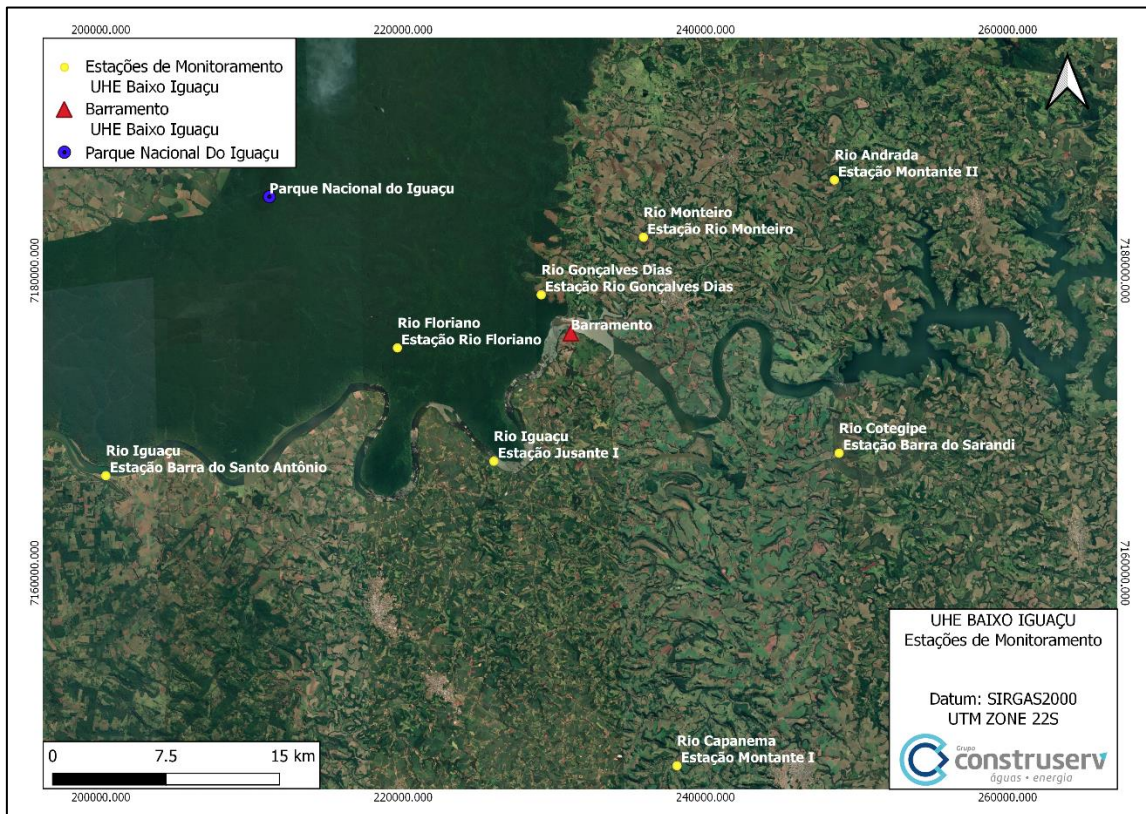 200000.000
220000.000
240000.000
260000.000
Estações de Monitoramento
UHE Baixo Iguaçu
Barramento
UHE Baixo Iguaçu
Parque Nacional Do Iguaçu
Parque Nacional do Iguaçu
Rio Andrada
Estação Montante II
Rio Monteiro
Estação Rio Monteiro
7180000.000
7180000.000
Rio Gonçalves Dias
Estação Rio Gonçalves Dias
Rio Floriano
Estação Rio Floriano
Barramento
Rio Iguaçu
Estação Barra do Santo Antônio
Rio Iguaçu
Estação Jusante I
Rio Cotegipe
Estação Barra do Sarandi
7160000.000
7160000.000
Rio Capanema
Estação Montante I
0
7.5
15 km
UHE BAIXO IGUAÇU
Estações de Monitoramento
Datum: SIRGAS2000
UTM ZONE 22S
Grupo
construserv
águas • energia
200000.000
220000.000
240000.000
260000.000